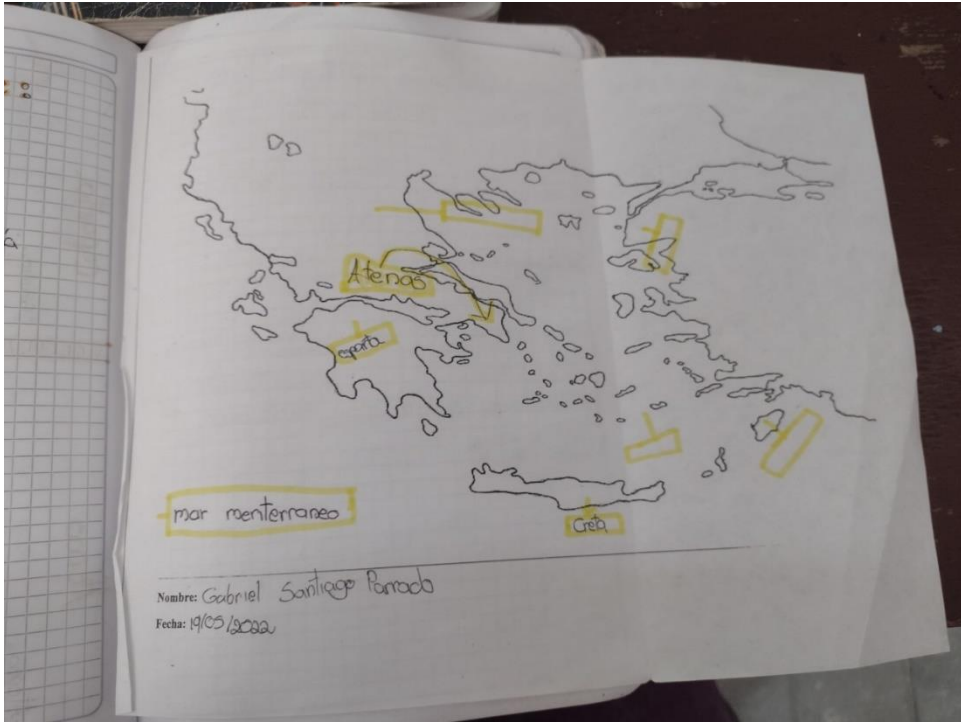 Atenas
esparta
mar menterraneo
Creta
Nombre: Gabriel Santiago Parrado
Fecha: 19/05/2022